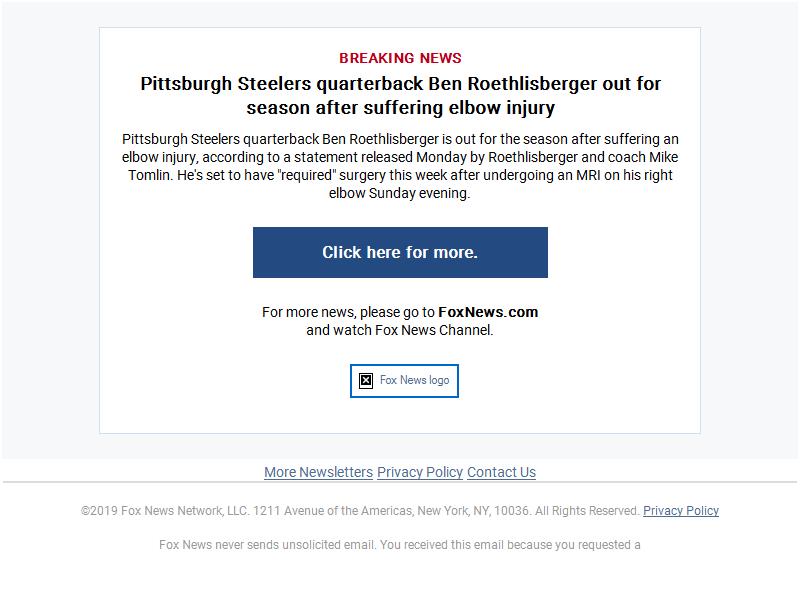 BREAKING NEWS
Pittsburgh Steelers quarterback Ben Roethlisberger out for
season after suffering elbow injury
Pittsburgh Steelers quarterback Ben Roethlisberger is out for the season after suffering an
elbow injury, according to a statement released Monday by Roethlisberger and coach Mike
Tomlin. He's set to have "required" surgery this week after undergoing an MRI on his right
elbow Sunday evening.
Click here for more.
For more news, please go to FoxNews.com
and watch Fox News Channel.
Fox News logo
More Newsletters Privacy Policy Contact Us
©2019 Fox News Network, LLC. 1211 Avenue of the Americas, New York, NY, 10036. All Rights Reserved. Privacy Policy
Fox News never sends unsolicited email. You received this email because you requested a